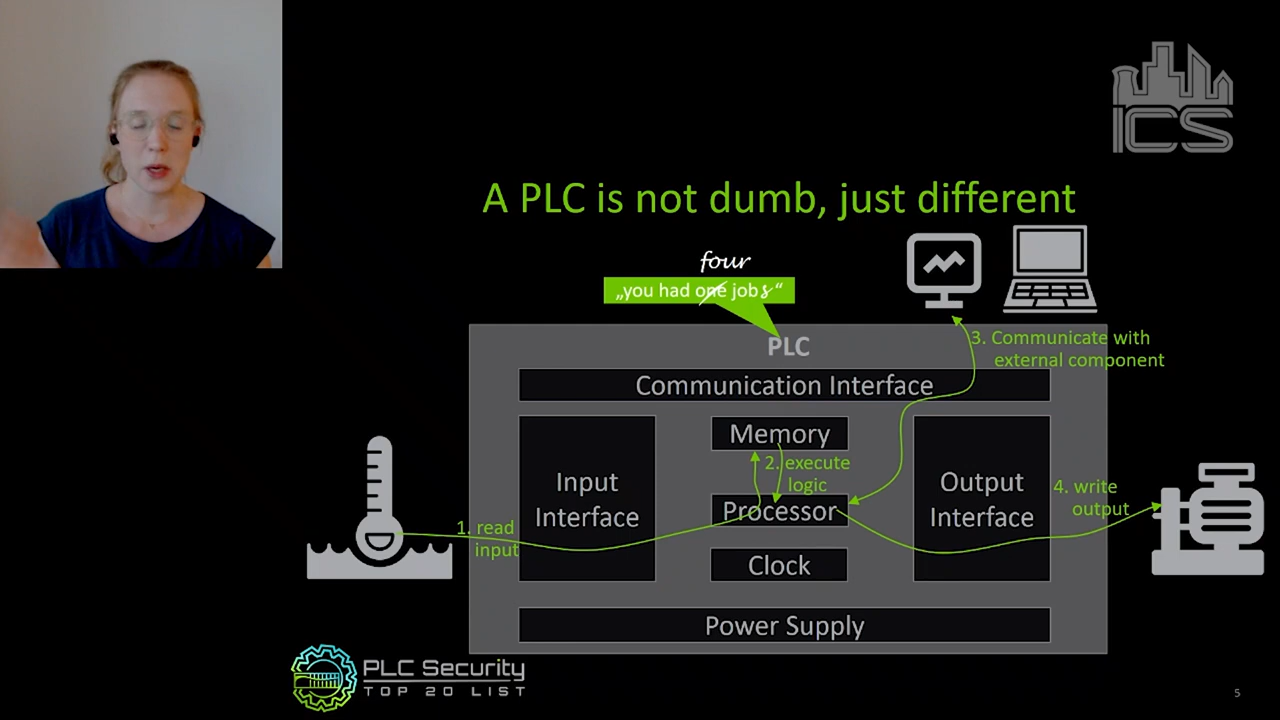 ICS
A PLC is not dumb, just different
four
„you had one jobs“
PLC
3. Communicate with
external component
Communication Interface
Memory
2. execute
logic
Input
Interface
Processor
Output
Interface
4. write
output
1. read
input
Clock
Power Supply
PLC Security
TOP 20 LIST
5